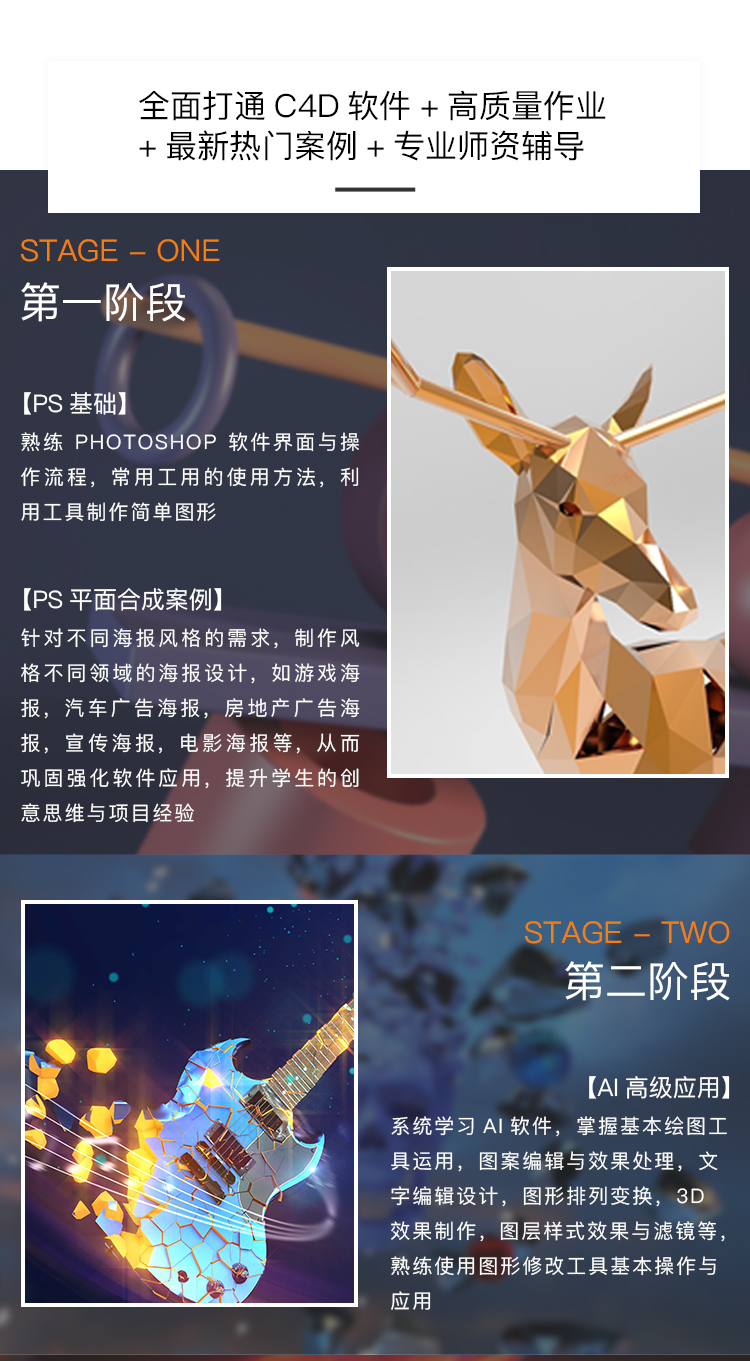 全面打通 C4D 软件 + 高质量作业
+ 最新热门案例 + 专业师资辅导
STAGE – ONE
第一阶段
【PS 基础】
熟练 PHOTOSHOP 软件界面与操
作流程，常用工用的使用方法，利
用工具制作简单图形
【PS 平面合成案例】
针对不同海报风格的需求，制作风
格不同领域的海报设计，如游戏海
报，汽车广告海报，房地产广告海
报，宣传海报，电影海报等，从而
巩固强化软件应用，提升学生的创
意思维与项目经验
STAGE – TWO
第二阶段
【AI 高级应用】
系统学习 AI 软件，掌握基本绘图工
具运用，图案编辑与效果处理，文
字编辑设计，图形排列变换，3D
效果制作，图层样式效果与滤镜等，
熟练使用图形修改工具基本操作与
应用